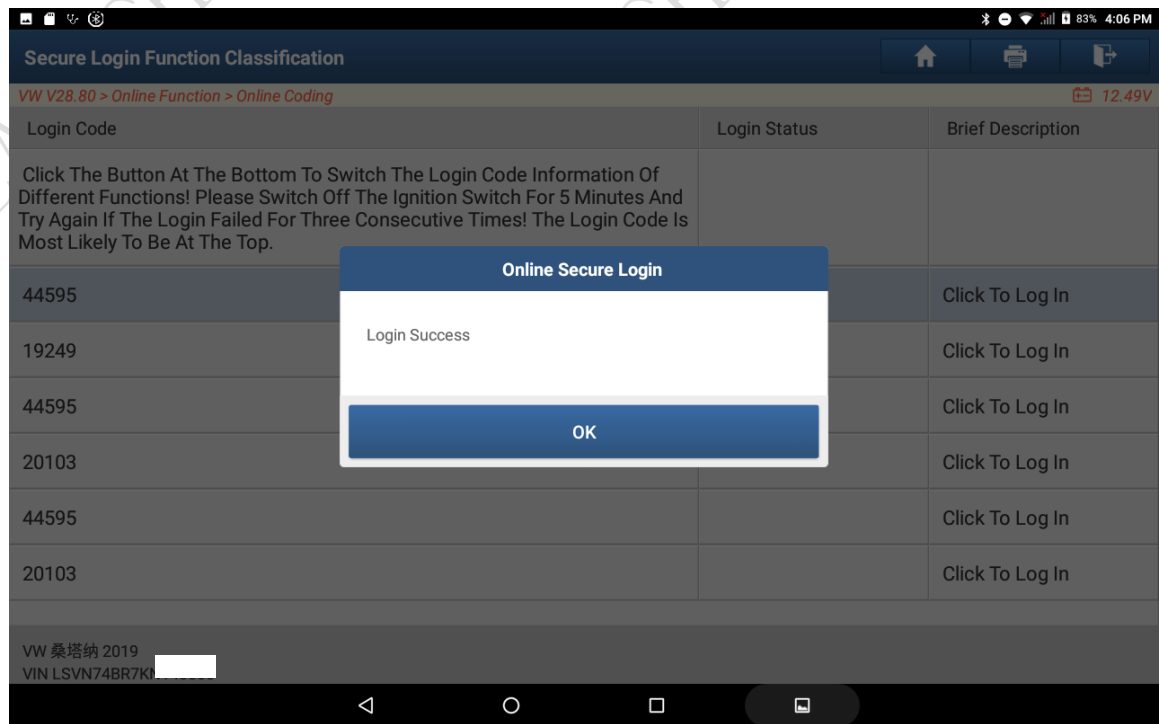 83% 4:06 PM
Secure Login Function Classification
VW V28.80 > Online Function > Online Coding
12.49V
Login Code Login Status Brief Description
Click The Button At The Bottom To Switch The Login Code Information Of
Different Functions! Please Switch Off The Ignition Switch For 5 Minutes And
Try Again If The Login Failed For Three Consecutive Times! The Login Code Is
Most Likely To Be At The Top.
Online Secure Login
44595 Click To Log In
Login Success
19249 Click To Log In
44595 Click To Log In
OK
20103 Click To Log In
44595 Click To Log In
20103 Click To Log In
VW 桑塔纳 2019
VIN LSVN74BR7K